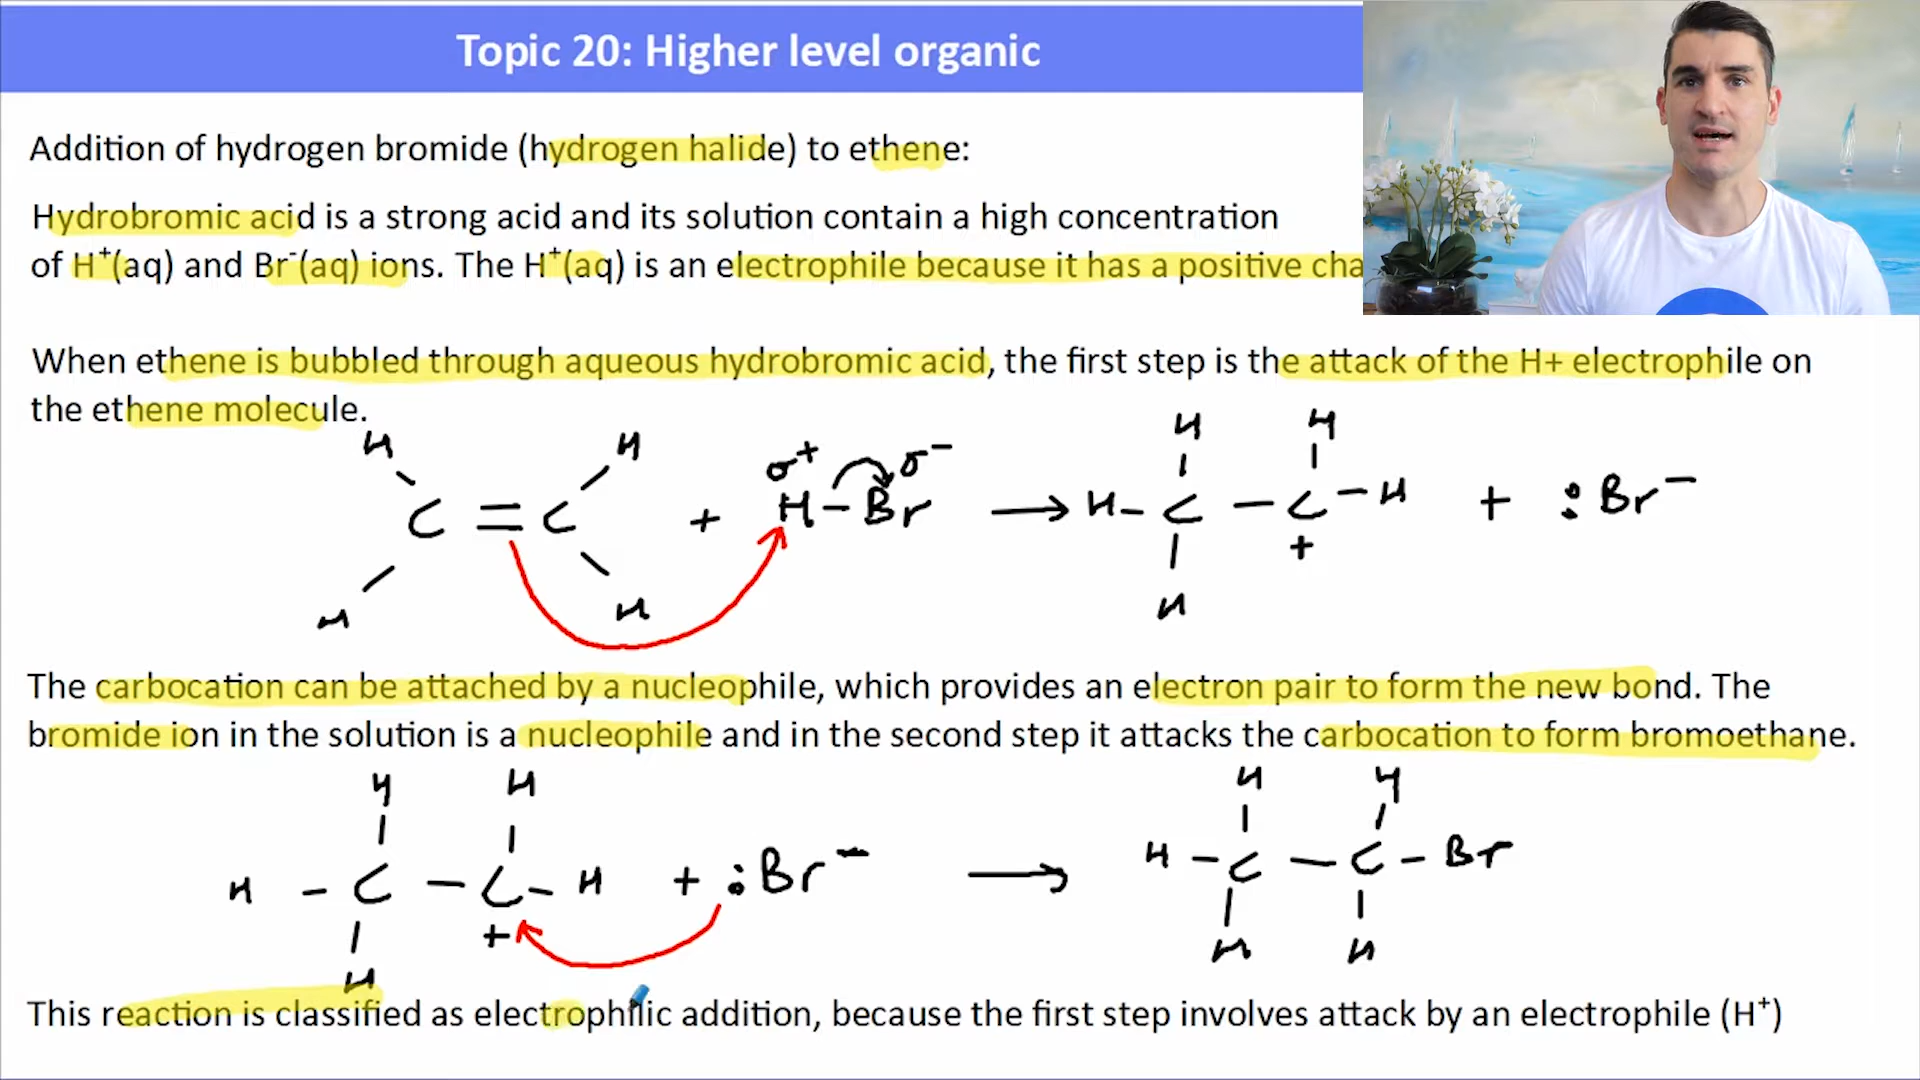 Topic 20: Higher level organic
Addition of hydrogen bromide (hydrogen halide) to ethene:
Hydrobromic acid is a strong acid and its solution contain a high concentration
of H⁺(aq) and Br⁻(aq) ions. The H⁺(aq) is an electrophile because it has a positive cha
When ethene is bubbled through aqueous hydrobromic acid, the first step is the attack of the H+ electrophile on
the ethene molecule.
H H σ⁺ σ⁻ H H
C = C + H – Br → H – C – C – H + :Br⁻
+
H H H
The carbocation can be attached by a nucleophile, which provides an electron pair to form the new bond. The
bromide ion in the solution is a nucleophile and in the second step it attacks the carbocation to form bromoethane.
H H H H
H – C – C – H + :Br⁻ → H – C – C – Br
+
H H H
This reaction is classified as electrophilic addition, because the first step involves attack by an electrophile (H⁺)